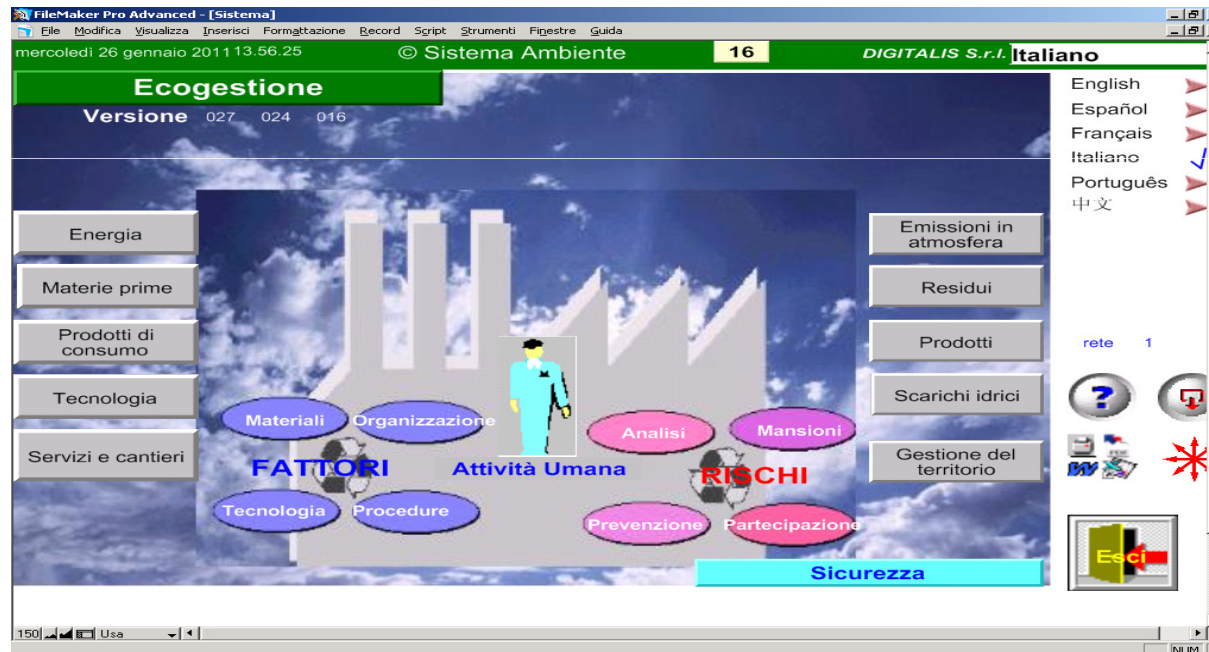 FileMaker Pro Advanced - [Sistema]
File Modifica Visualizza Inserisci Formattazione Record Script Strumenti Finestre Guida
mercoledì 26 gennaio 2011 13.56.25 © Sistema Ambiente 16 DIGITALIS S.r.l. Italiano
Ecogestione
Versione 027 024 016
English
Español
Français
Italiano
Português
中文
Energia
Materie prime
Prodotti di
consumo
Tecnologia
Servizi e cantieri
Materiali
Organizzazione
FATTORI
Tecnologia
Procedure
Attività Umana
Analisi
Mansioni
RISCHI
Prevenzione
Partecipazione
Emissioni in
atmosfera
Residui
Prodotti
Scarichi idrici
Gestione del
territorio
Sicurezza
rete 1
?
Esci
150 Usa
NUM